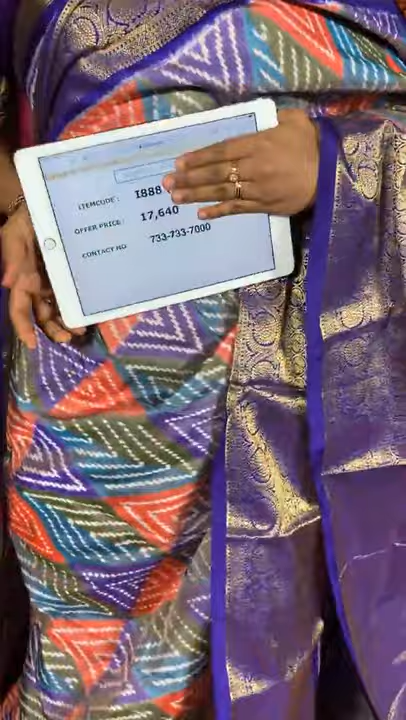 ITEMCODE : I888
OFFER PRICE : 17,640
CONTACT NO 733-733-7000